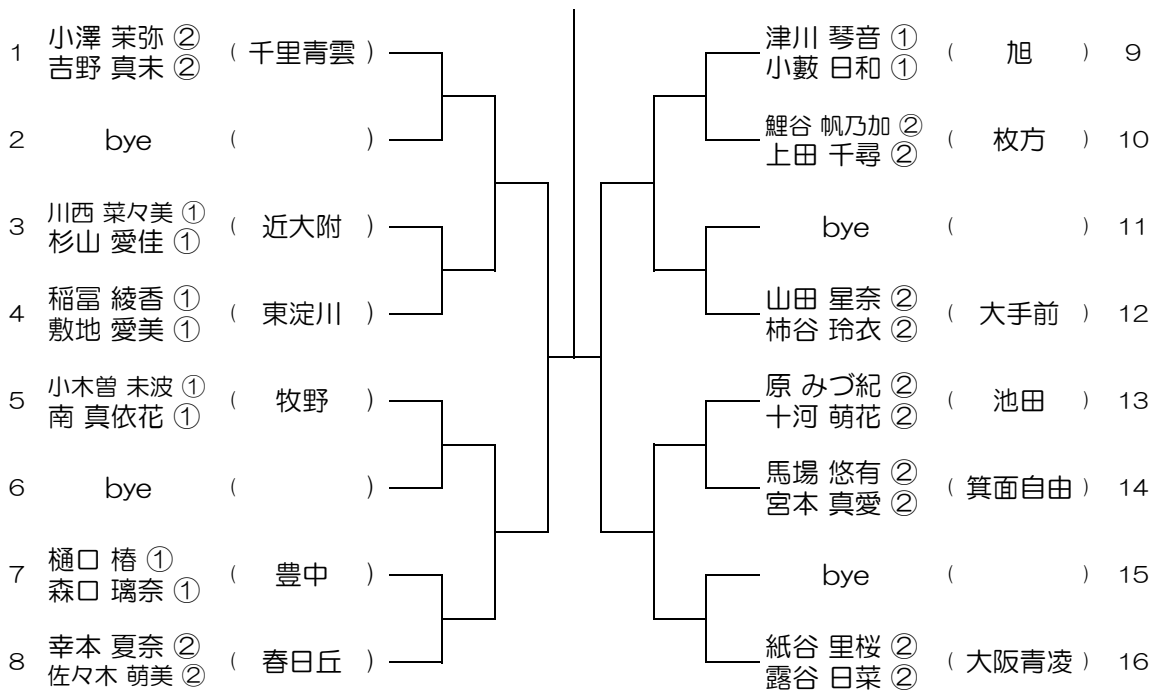 1 小澤 茉弥 ② ( 千里青雲 )
吉野 真未 ②
2 bye ( )
3 川西 菜々美 ① ( 近大附 )
杉山 愛佳 ①
4 稲冨 綾香 ① ( 東淀川 )
敷地 愛美 ①
5 小木曽 未波 ① ( 牧野 )
南 真依花 ①
6 bye ( )
7 樋口 椿 ① ( 豊中 )
森口 璃奈 ①
8 幸本 夏奈 ② ( 春日丘 )
佐々木 萌美 ②
津川 琴音 ① ( 旭 ) 9
小藪 日和 ①
鯉谷 帆乃加 ② ( 枚方 ) 10
上田 千尋 ②
bye ( ) 11
山田 星奈 ② ( 大手前 ) 12
柿谷 玲衣 ②
原 みづ紀 ② ( 池田 ) 13
十河 萌花 ②
馬場 悠有 ② ( 箕面自由 ) 14
宮本 真愛 ②
bye ( ) 15
紙谷 里桜 ② ( 大阪青凌 ) 16
露谷 日菜 ②